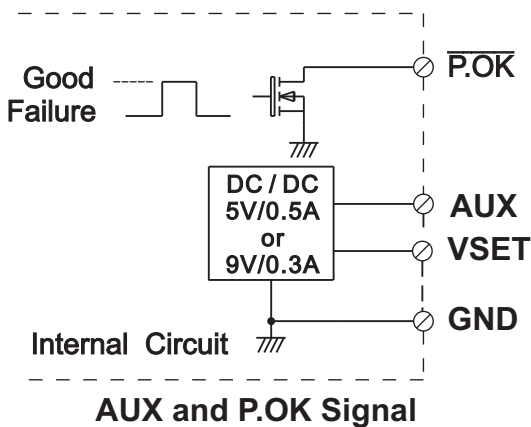 P.OK
Good
Failure
DC / DC
5V/0.5A
or
9V/0.3A
AUX
VSET
GND
Internal Circuit
AUX and P.OK Signal